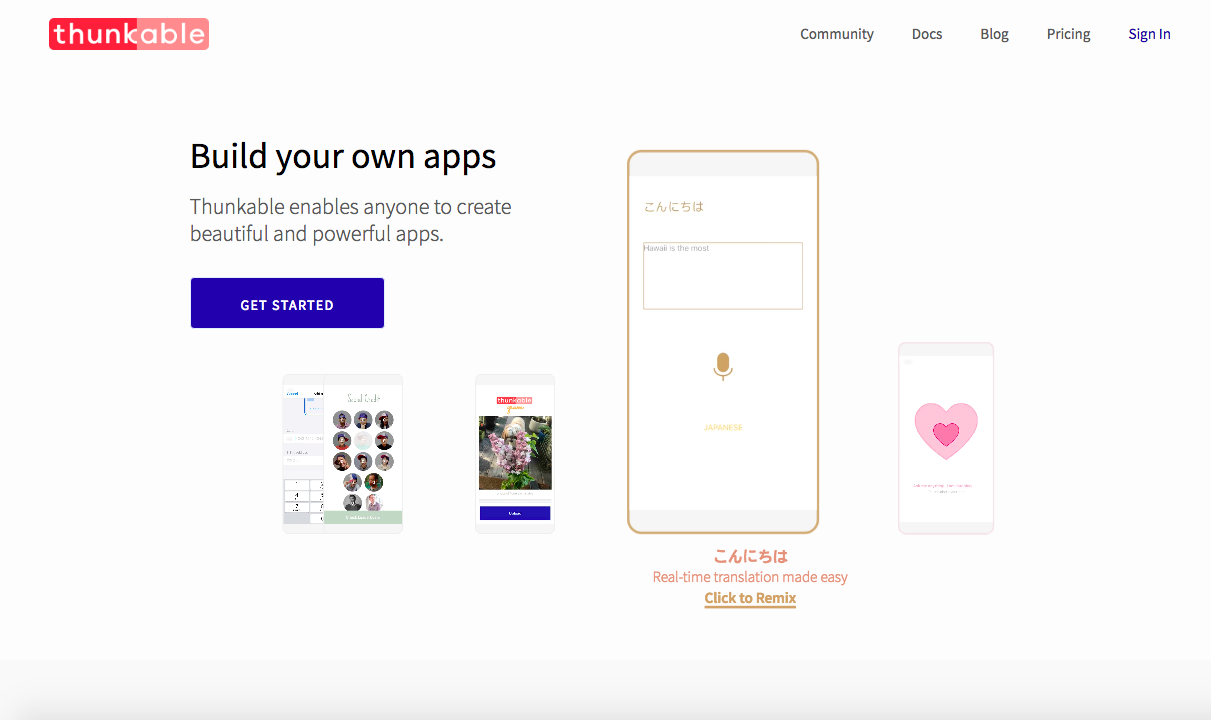 thunkable
Community
Docs
Blog
Pricing
Sign In
Build your own apps
Thunkable enables anyone to create
beautiful and powerful apps.
GET STARTED
こんにちは
Hawaii is the most
JAPANESE
thunkable
Upload
こんにちは
Real-time translation made easy
Click to Remix